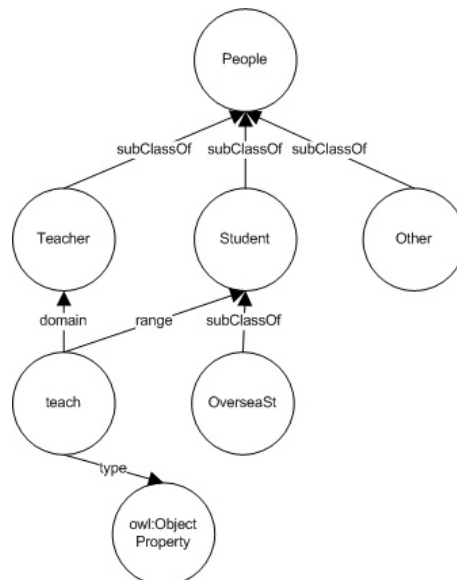 People
subClassOf
subClassOf
subClassOf
Teacher
Student
Other
domain
range
subClassOf
teach
OverseaSt
type
owl:Object
Property